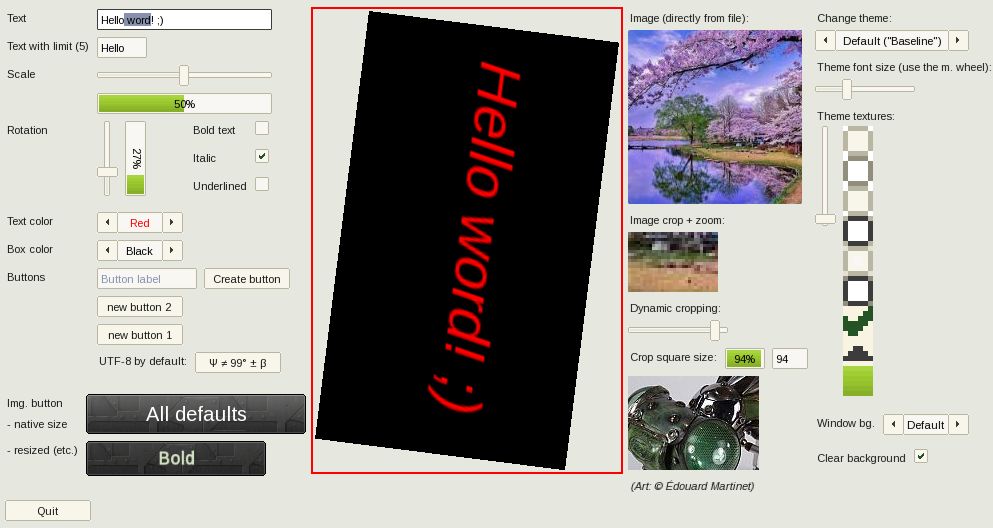 Text
Hello word! ;)
Text with limit (5)
Hello
Scale
50%
Rotation
27%
Bold text
Italic
Underlined
Text color
Red
Box color
Black
Buttons
Button label
Create button
new button 2
new button 1
UTF-8 by default:
Ψ ≠ 99° ± β
Img. button
- native size
All defaults
- resized (etc.)
Bold
Quit
Hello word! ;)
Image (directly from file):
Image crop + zoom:
Dynamic cropping:
Crop square size:
94%
94
(Art: © Édouard Martinet)
Change theme:
Default ("Baseline")
Theme font size (use the m. wheel):
Theme textures:
Window bg.
Default
Clear background